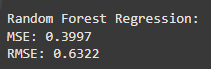 Random Forest Regression:
MSE: 0.3997
RMSE: 0.6322